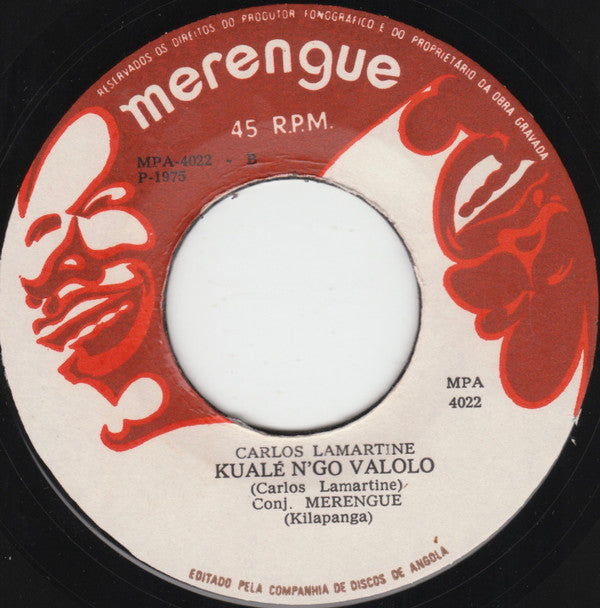 RESERVADOS OS DIREITOS DO PRODUTOR FONOGRÁFICO E DO PROPRIETÁRIO DA OBRA GRAVADA
merengue
45 R.P.M.
MPA-4022 - B
P-1975
MPA
4022
CARLOS LAMARTINE
KUALÉ N'GO VALOLO
(Carlos Lamartine)
Conj. MERENGUE
(Kilapanga)
EDITADO PELA COMPANHIA DE DISCOS DE ANGOLA